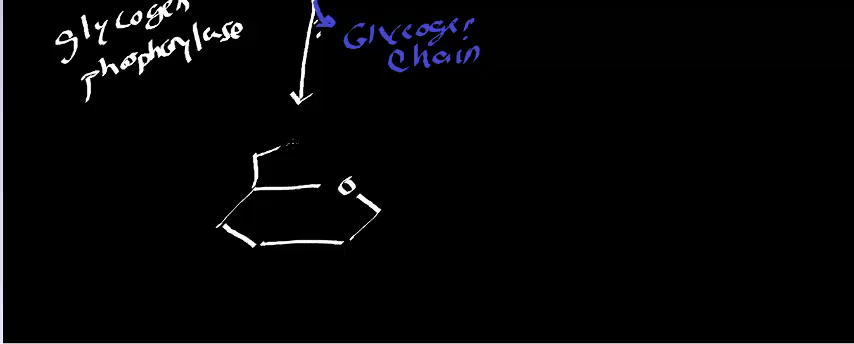 Glycogen
phosphorylase
Glycogen
Chain
O